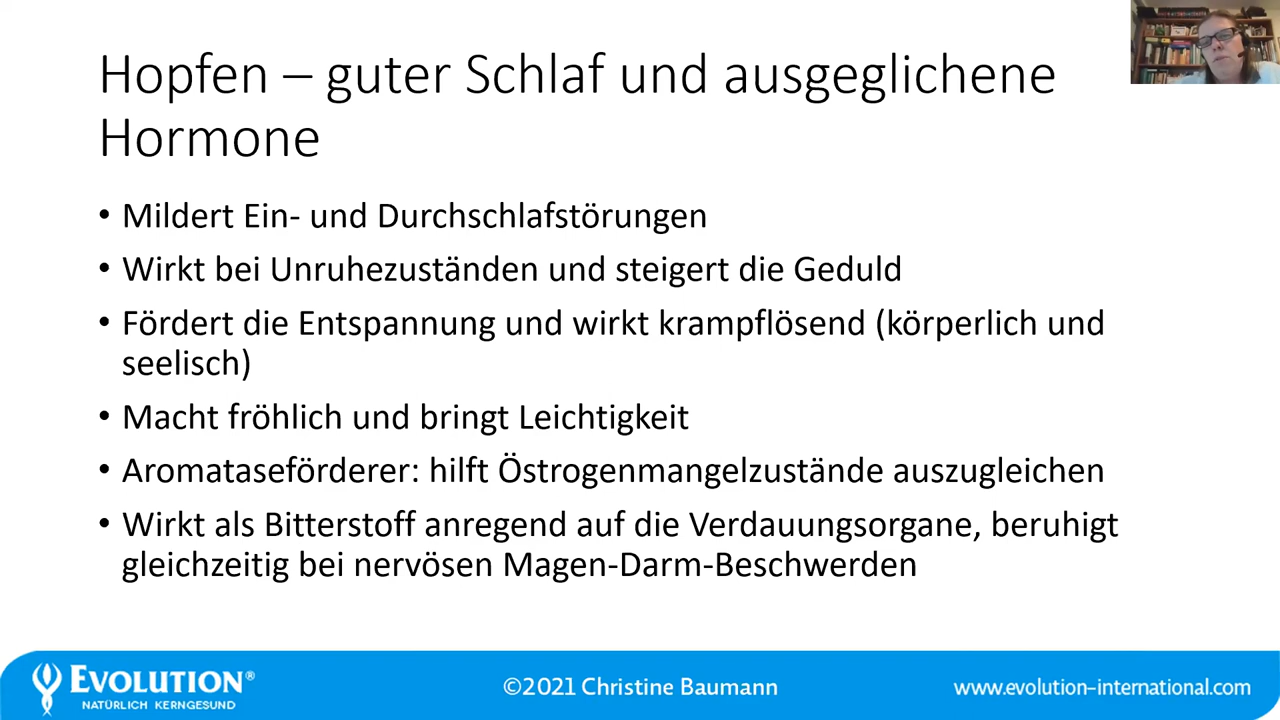 Hopfen – guter Schlaf und ausgeglichene
Hormone
• Mildert Ein- und Durchschlafstörungen
• Wirkt bei Unruhezuständen und steigert die Geduld
• Fördert die Entspannung und wirkt krampflösend (körperlich und
seelisch)
• Macht fröhlich und bringt Leichtigkeit
• Aromataseförderer: hilft Östrogenmangelzustände auszugleichen
• Wirkt als Bitterstoff anregend auf die Verdauungsorgane, beruhigt
gleichzeitig bei nervösen Magen-Darm-Beschwerden
EVOLUTION®
NATÜRLICH KERNGESUND
©2021 Christine Baumann
www.evolution-international.com